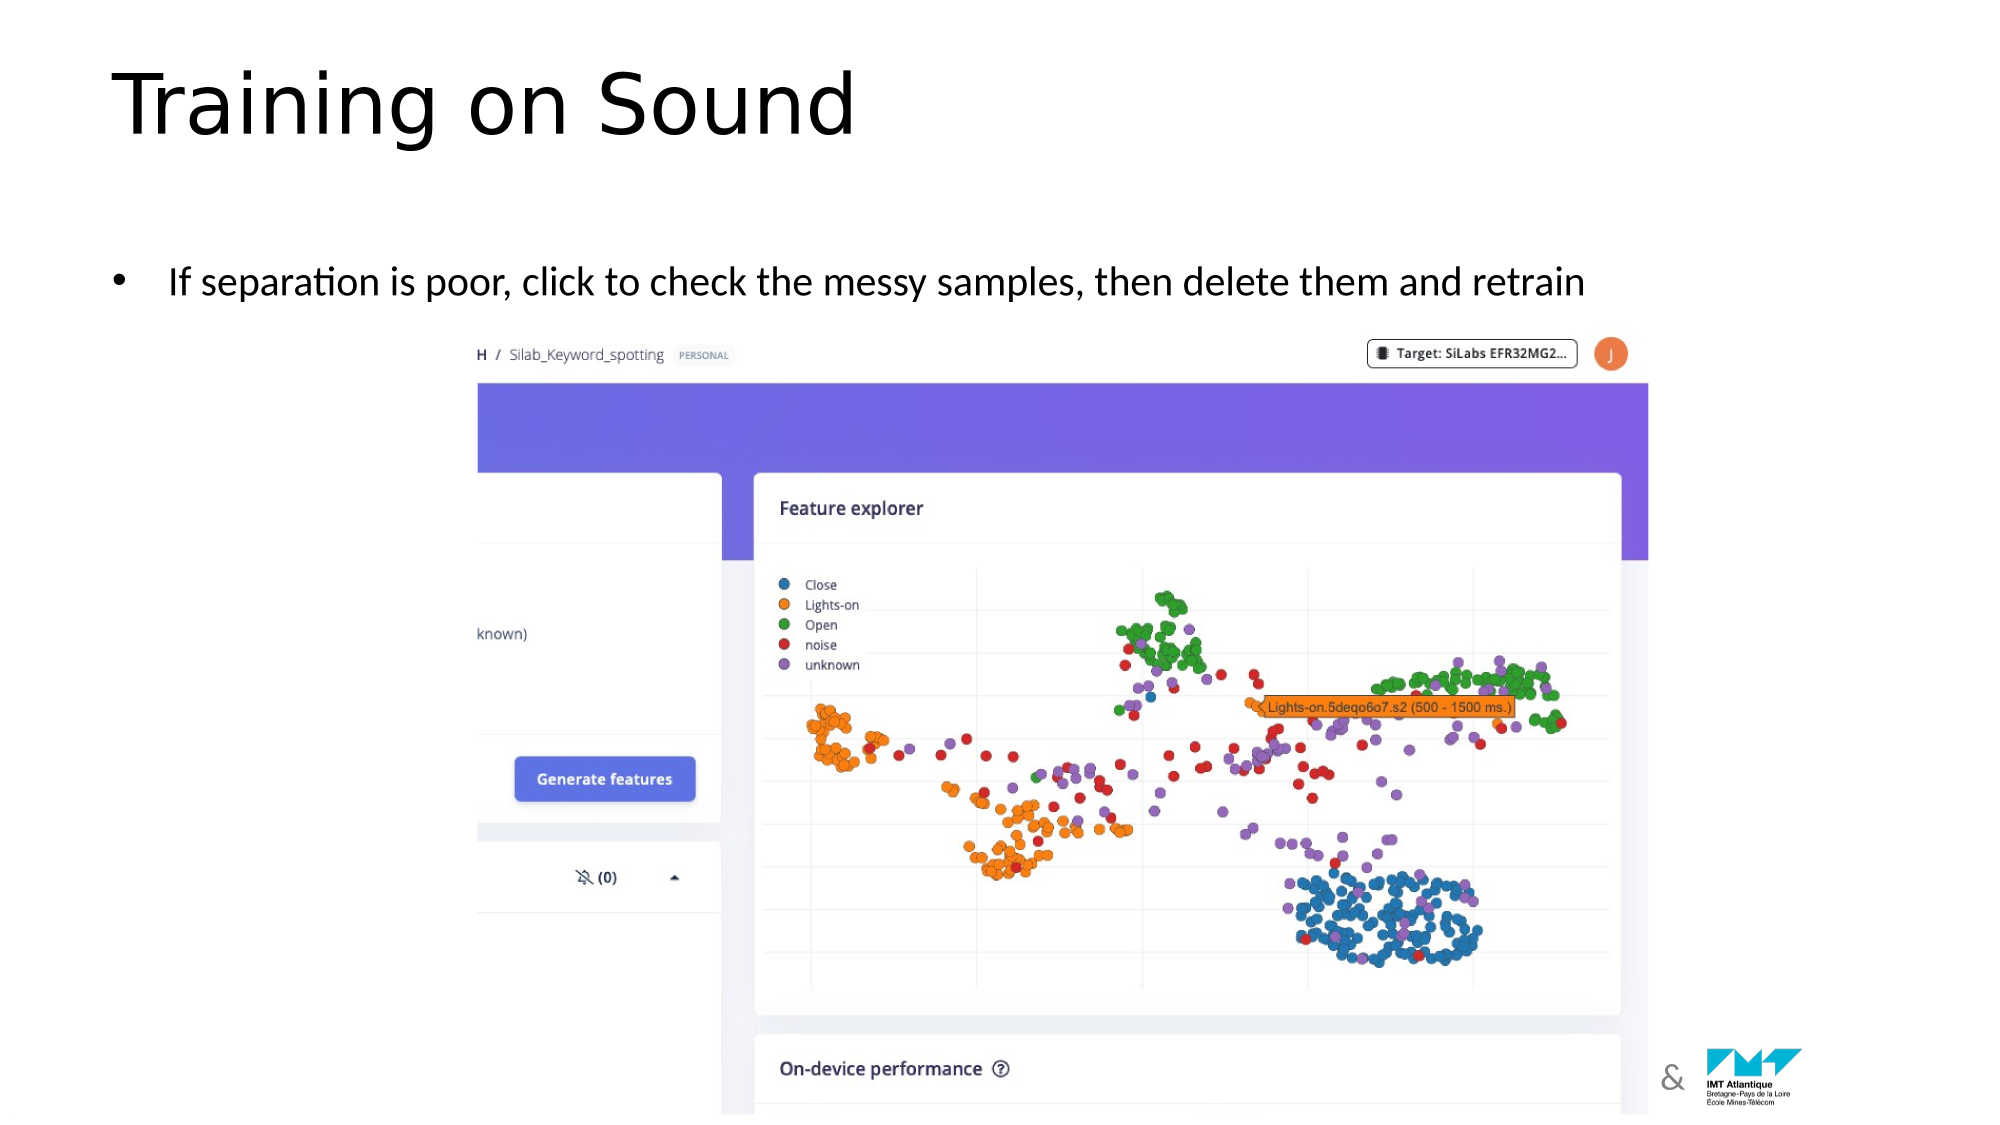 Training on Sound
• If separation is poor, click to check the messy samples, then delete them and retrain
H / Silab_Keyword_spotting PERSONAL
Target: SiLabs EFR32MG2... J
Feature explorer
Close
Lights-on
Open
noise
unknown
known)
Lights-on.5deqo6o7.s2 (500 - 1500 ms.)
Generate features
(0)
On-device performance ?
&
IMT Atlantique
Bretagne-Pays de la Loire
École Mines-Télécom